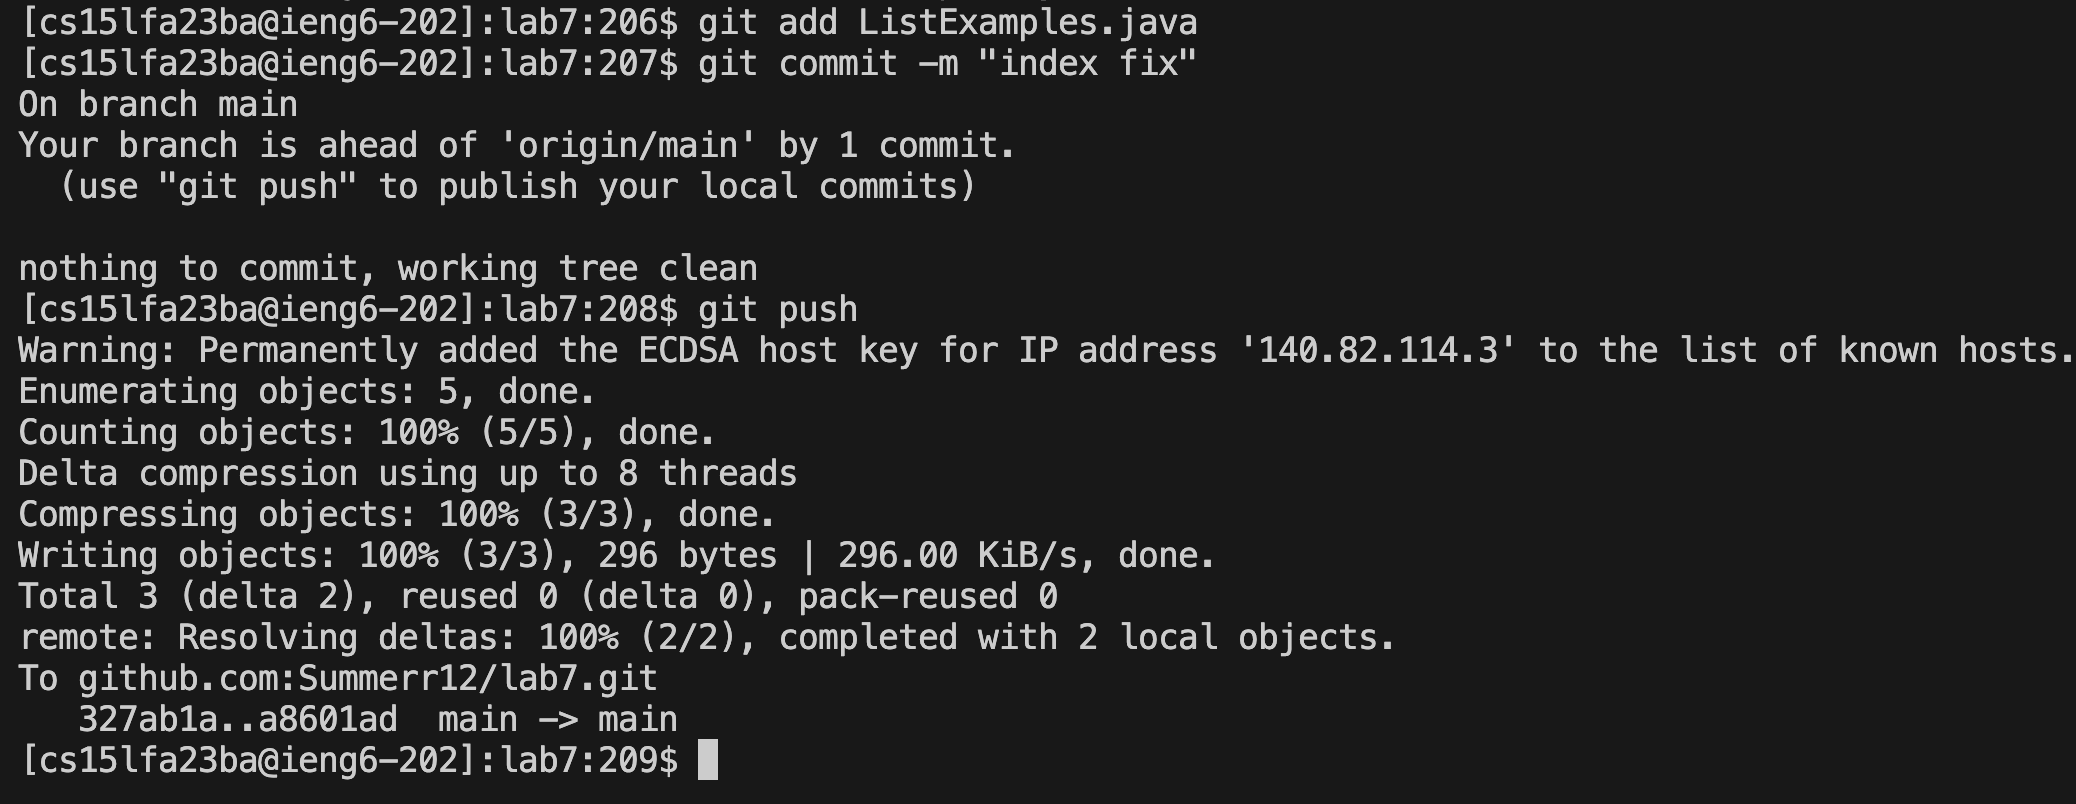 [cs15lfa23ba@ieng6-202]:lab7:206$ git add ListExamples.java
[cs15lfa23ba@ieng6-202]:lab7:207$ git commit -m "index fix"
On branch main
Your branch is ahead of 'origin/main' by 1 commit.
  (use "git push" to publish your local commits)

nothing to commit, working tree clean
[cs15lfa23ba@ieng6-202]:lab7:208$ git push
Warning: Permanently added the ECDSA host key for IP address '140.82.114.3' to the list of known hosts.
Enumerating objects: 5, done.
Counting objects: 100% (5/5), done.
Delta compression using up to 8 threads
Compressing objects: 100% (3/3), done.
Writing objects: 100% (3/3), 296 bytes | 296.00 KiB/s, done.
Total 3 (delta 2), reused 0 (delta 0), pack-reused 0
remote: Resolving deltas: 100% (2/2), completed with 2 local objects.
To github.com:Summerr12/lab7.git
   327ab1a..a8601ad  main -> main
[cs15lfa23ba@ieng6-202]:lab7:209$